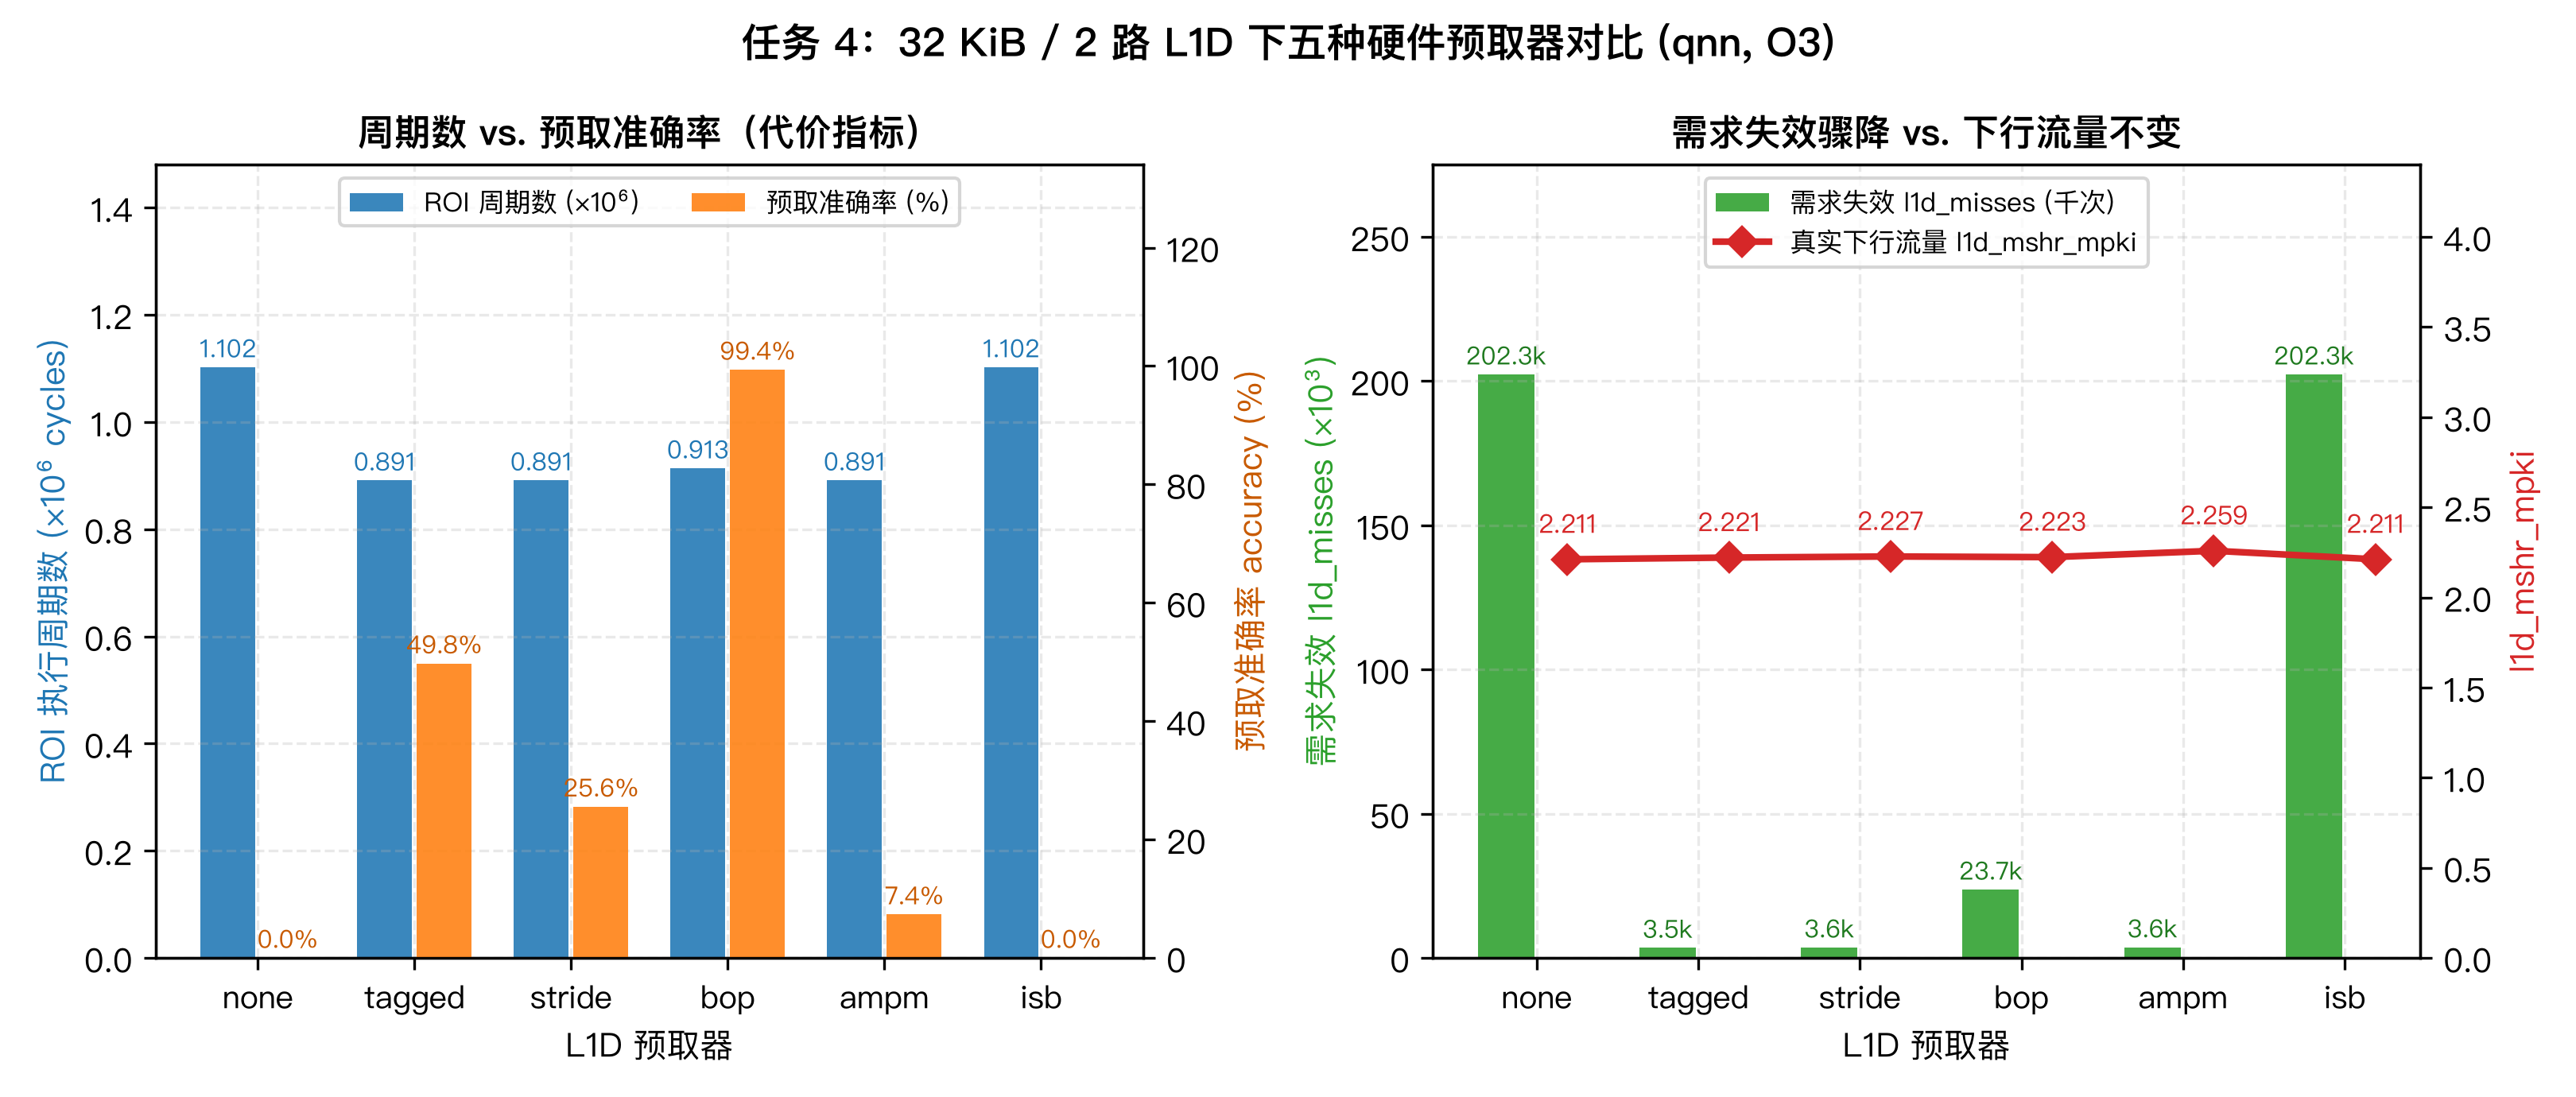 任务 4：32 KiB / 2 路 L1D 下五种硬件预取器对比 (qnn, O3)
周期数 vs. 预取准确率（代价指标）
ROI 周期数 (×10⁶)
预取准确率 (%)
ROI 执行周期数 (×10⁶ cycles)
1.4
1.2
1.0
0.8
0.6
0.4
0.2
0.0
1.102
0.891
0.891
0.913
0.891
1.102
0.0%
49.8%
25.6%
99.4%
7.4%
0.0%
120
100
80
60
40
20
0
预取准确率 accuracy (%)
none
tagged
stride
bop
ampm
isb
L1D 预取器
需求失效骤降 vs. 下行流量不变
需求失效 l1d_misses (千次)
真实下行流量 l1d_mshr_mpki
需求失效 l1d_misses (×10³)
250
200
150
100
50
0
202.3k
3.5k
3.6k
23.7k
3.6k
202.3k
2.211
2.221
2.227
2.223
2.259
2.211
4.0
3.5
3.0
2.5
2.0
1.5
1.0
0.5
0.0
l1d_mshr_mpki
none
tagged
stride
bop
ampm
isb
L1D 预取器